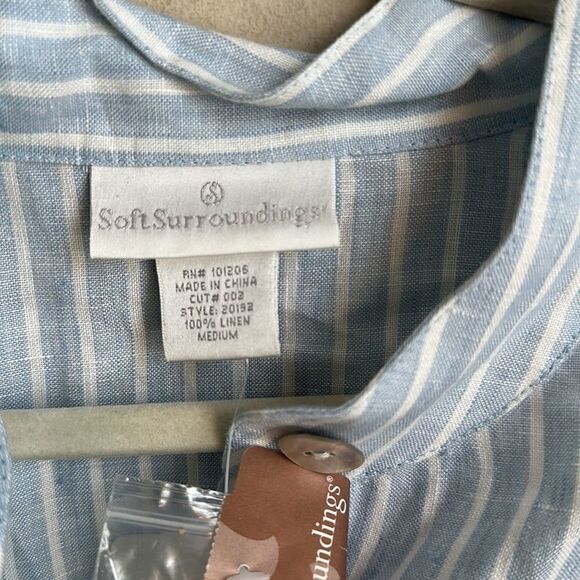 SoftSurroundings®
RN# 101206
MADE IN CHINA
CUT# 002
STYLE: 20192
100% LINEN
MEDIUM
oundings®